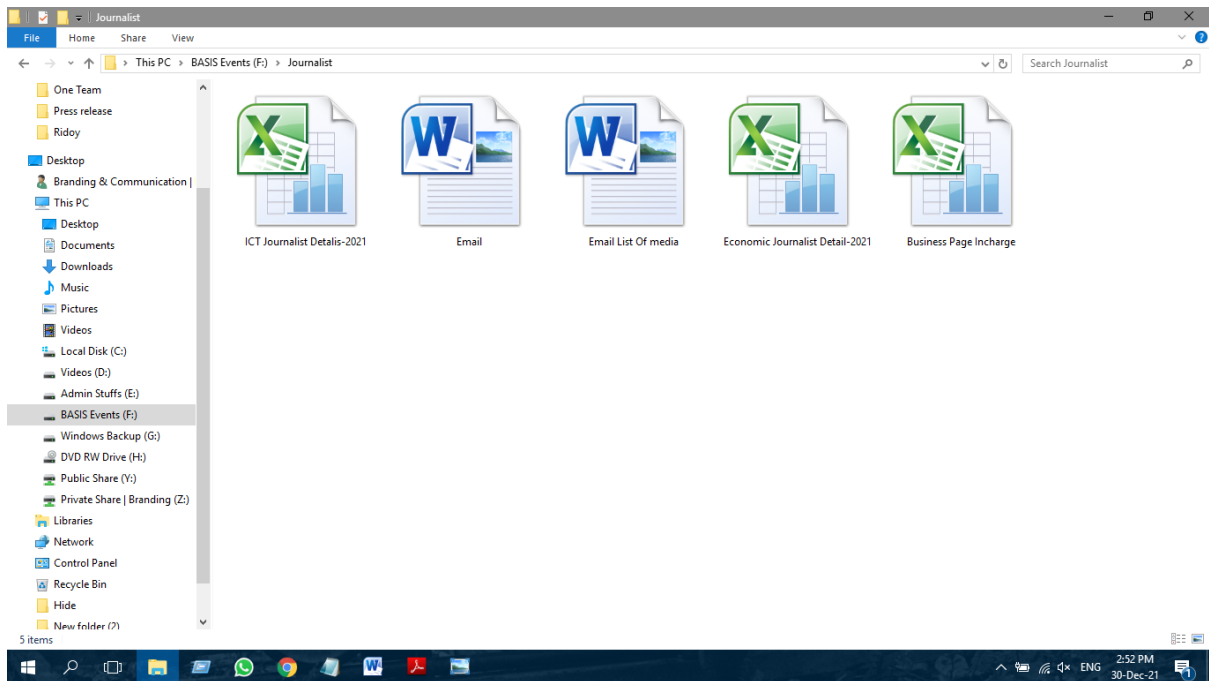 Journalist
File Home Share View
This PC > BASIS Events (F:) > Journalist
Search Journalist
One Team
Press release
Ridoy
Desktop
Branding & Communication |
This PC
Desktop
Documents
Downloads
Music
Pictures
Videos
Local Disk (C:)
Videos (D:)
Admin Stuffs (E:)
BASIS Events (F:)
Windows Backup (G:)
DVD RW Drive (H:)
Public Share (Y:)
Private Share | Branding (Z:)
Libraries
Network
Control Panel
Recycle Bin
Hide
New folder (2)
ICT Journalist Detalis-2021
Email
Email List Of media
Economic Journalist Detail-2021
Business Page Incharge
5 items
ENG
2:52 PM
30-Dec-21
1